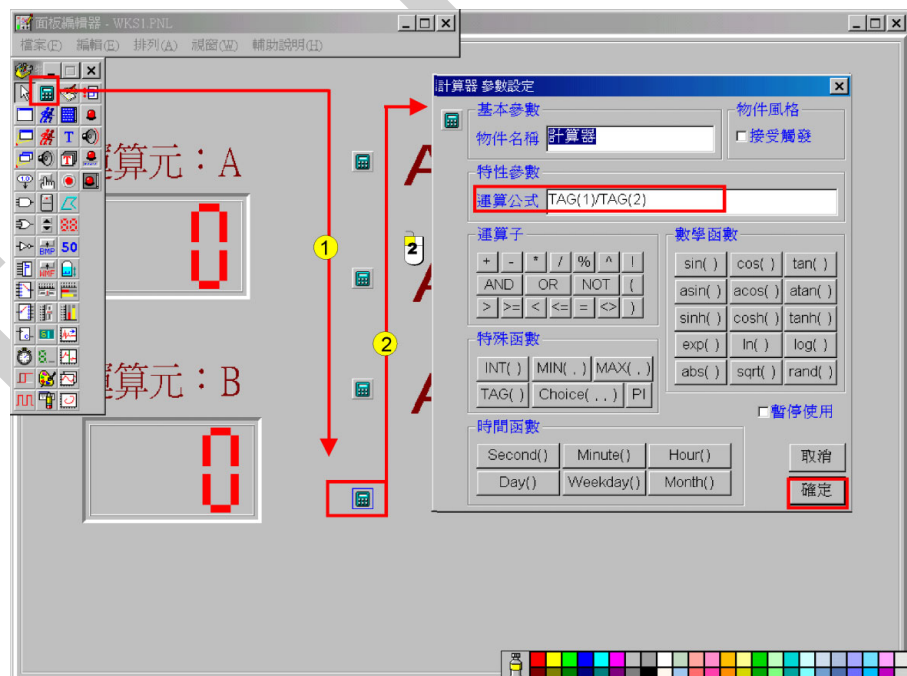 面板編輯器 - WKS1.PNL
檔案(F) 編輯(E) 排列(A) 視窗(W) 輔助說明(H)
運算元：A
0
運算元：B
0
1
2
2
A
計算器 參數設定
基本參數
物件名稱 計算器
物件風格
接受觸發
特性參數
運算公式 TAG(1)/TAG(2)
運算子
+ - * / % ^ !
AND OR NOT (
> >= < <= = <> )
數學函數
sin( ) cos( ) tan( )
asin( ) acos( ) atan( )
sinh( ) cosh( ) tanh( )
exp( ) ln( ) log( )
abs( ) sqrt( ) rand( )
特殊函數
INT( ) MIN( , ) MAX( , )
TAG( ) Choice( , , ) PI
暫停使用
時間函數
Second() Minute() Hour()
Day() Weekday() Month()
取消
確定